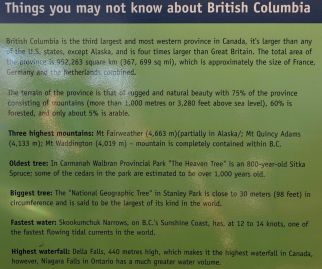 Things you may not know about British Columbia
British Columbia is the third largest and most western province in Canada, it's larger than any
of the U.S. states, except Alaska, and is four times larger than Great Britain. The total area of
the province is 952,263 square km (367, 699 sq mi), which is approximately the size of France,
Germany and the Netherlands combined.
The terrain of the province is that of rugged and natural beauty with 75% of the province
consisting of mountains (more than 1,000 metres or 3,280 feet above sea level), 60% is
forested, and only about 5% is arable.
Three highest mountains: Mt Fairweather (4,663 m)(partially in Alaska/; Mt Quincy Adams
(4,133 m); Mt Waddington (4,019 m) – mountain is completely contained within B.C.
Oldest tree: In Carmanah Walbran Provincial Park "The Heaven Tree" is an 800-year-old Sitka
Spruce; some of the cedars in the park are estimated to be over 1,000 years old.
Biggest tree: The "National Geographic Tree" in Stanley Park is close to 30 meters (98 feet) in
circumference and is said to be the largest of its kind in the world.
Fastest water: Skookumchuk Narrows, on B.C.'s Sunshine Coast, has, at 12 to 14 knots, one of
the fastest flowing tidal currents in the world.
Highest waterfall: Della Falls, 440 metres high, which makes it the highest waterfall in Canada,
however, Niagara Falls in Ontario has a much greater water volume.